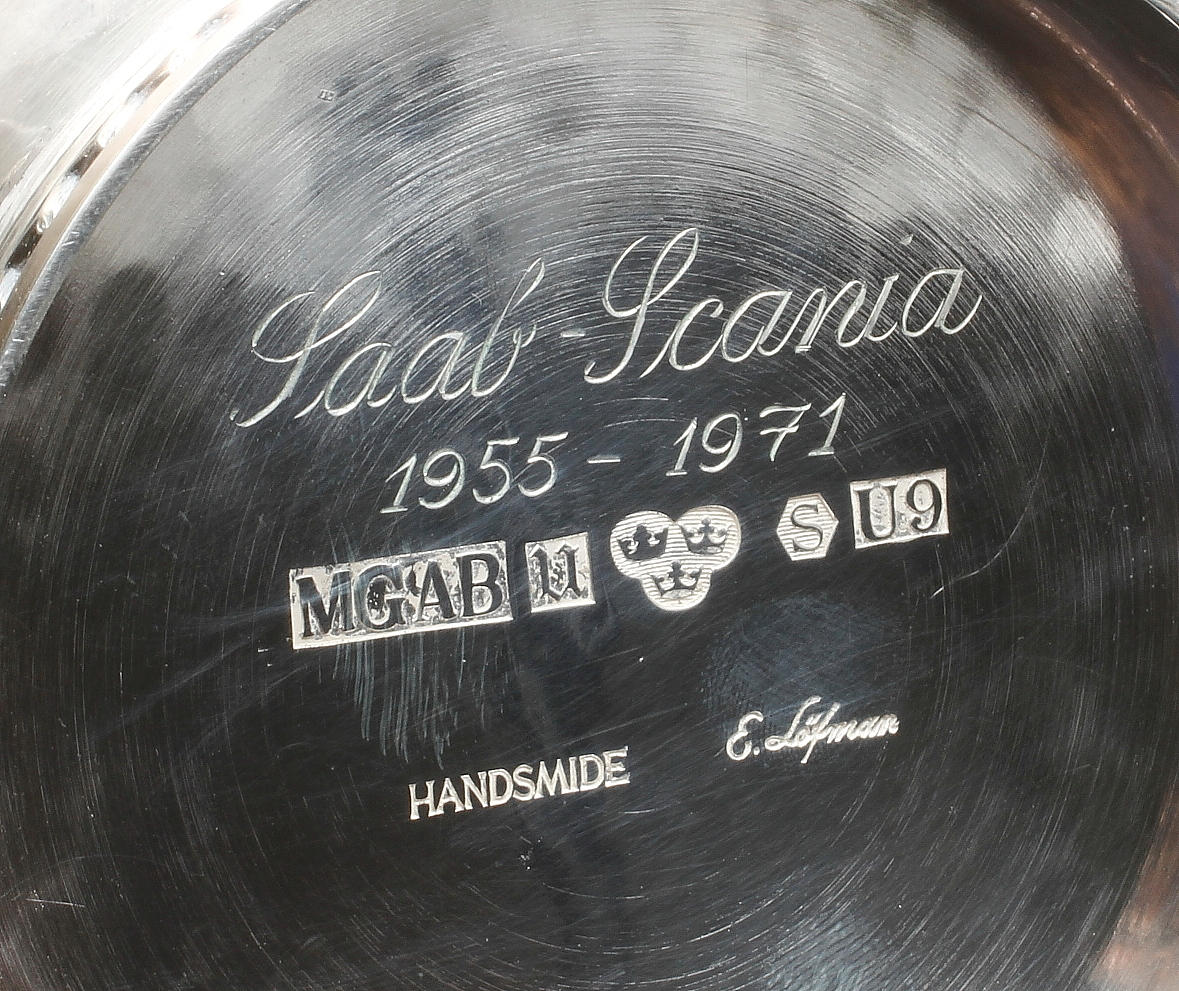 Saab-Scania
1955 - 1971
MGAB U S U9
HANDSMIDE E. Löfman